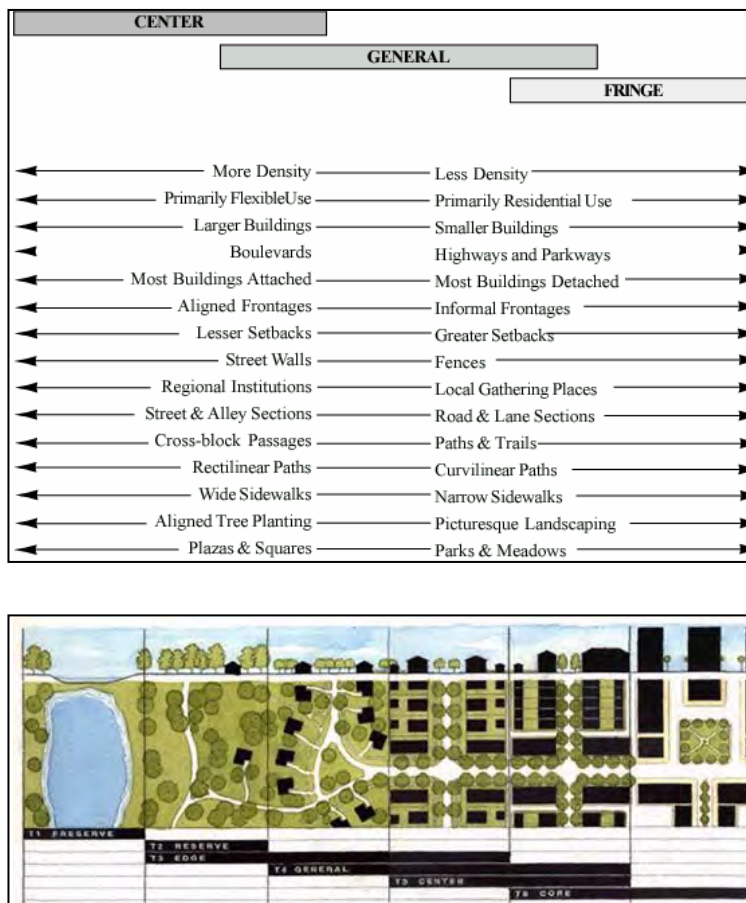 CENTER
GENERAL
FRINGE
More Density Less Density
Primarily FlexibleUse Primarily Residential Use
Larger Buildings Smaller Buildings
Boulevards Highways and Parkways
Most Buildings Attached Most Buildings Detached
Aligned Frontages Informal Frontages
Lesser Setbacks Greater Setbacks
Street Walls Fences
Regional Institutions Local Gathering Places
Street & Alley Sections Road & Lane Sections
Cross-block Passages Paths & Trails
Rectilinear Paths Curvilinear Paths
Wide Sidewalks Narrow Sidewalks
Aligned Tree Planting Picturesque Landscaping
Plazas & Squares Parks & Meadows
T1 PRESERVE
T2 RESERVE
T3 EDGE
T4 GENERAL
T5 CENTER
T6 CORE